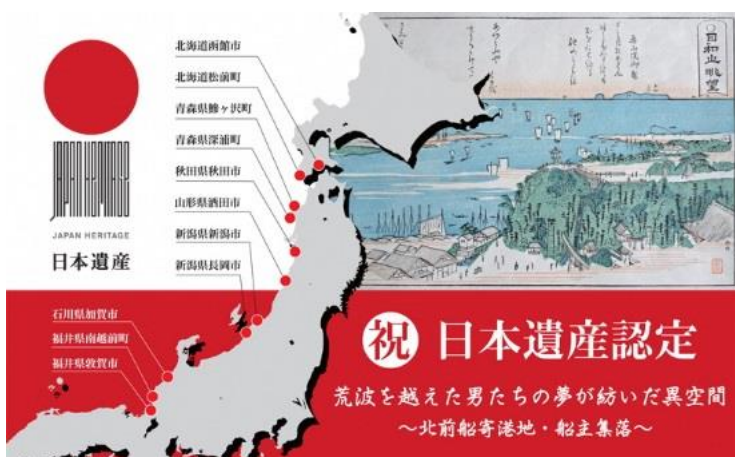 JAPAN HERITAGE
JAPAN HERITAGE
日本遺産
北海道函館市
北海道松前町
青森県鰺ヶ沢町
青森県深浦町
秋田県秋田市
山形県酒田市
新潟県新潟市
新潟県長岡市
石川県加賀市
福井県南越前町
福井県敦賀市
日和山眺望
祝 日本遺産認定
荒波を越えた男たちの夢が紡いだ異空間
～北前船寄港地・船主集落～